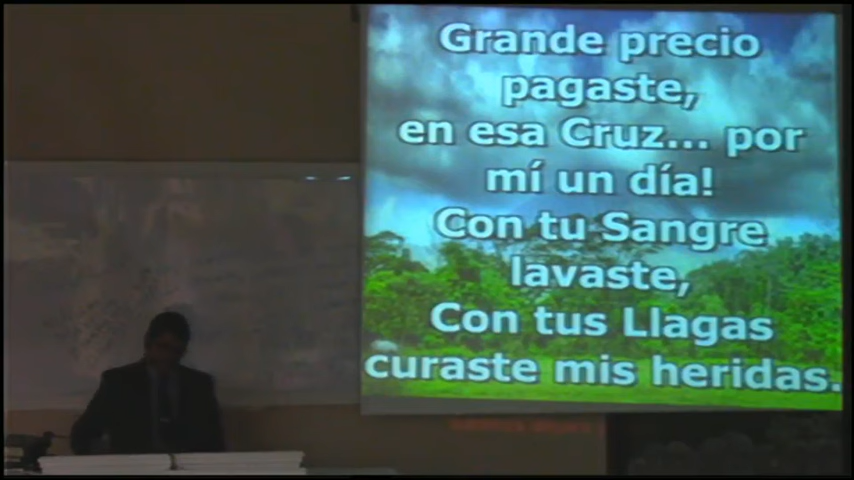 Grande precio
pagaste,
en esa Cruz... por
mí un día!
Con tu Sangre
lavaste,
Con tus Llagas
curaste mis heridas.